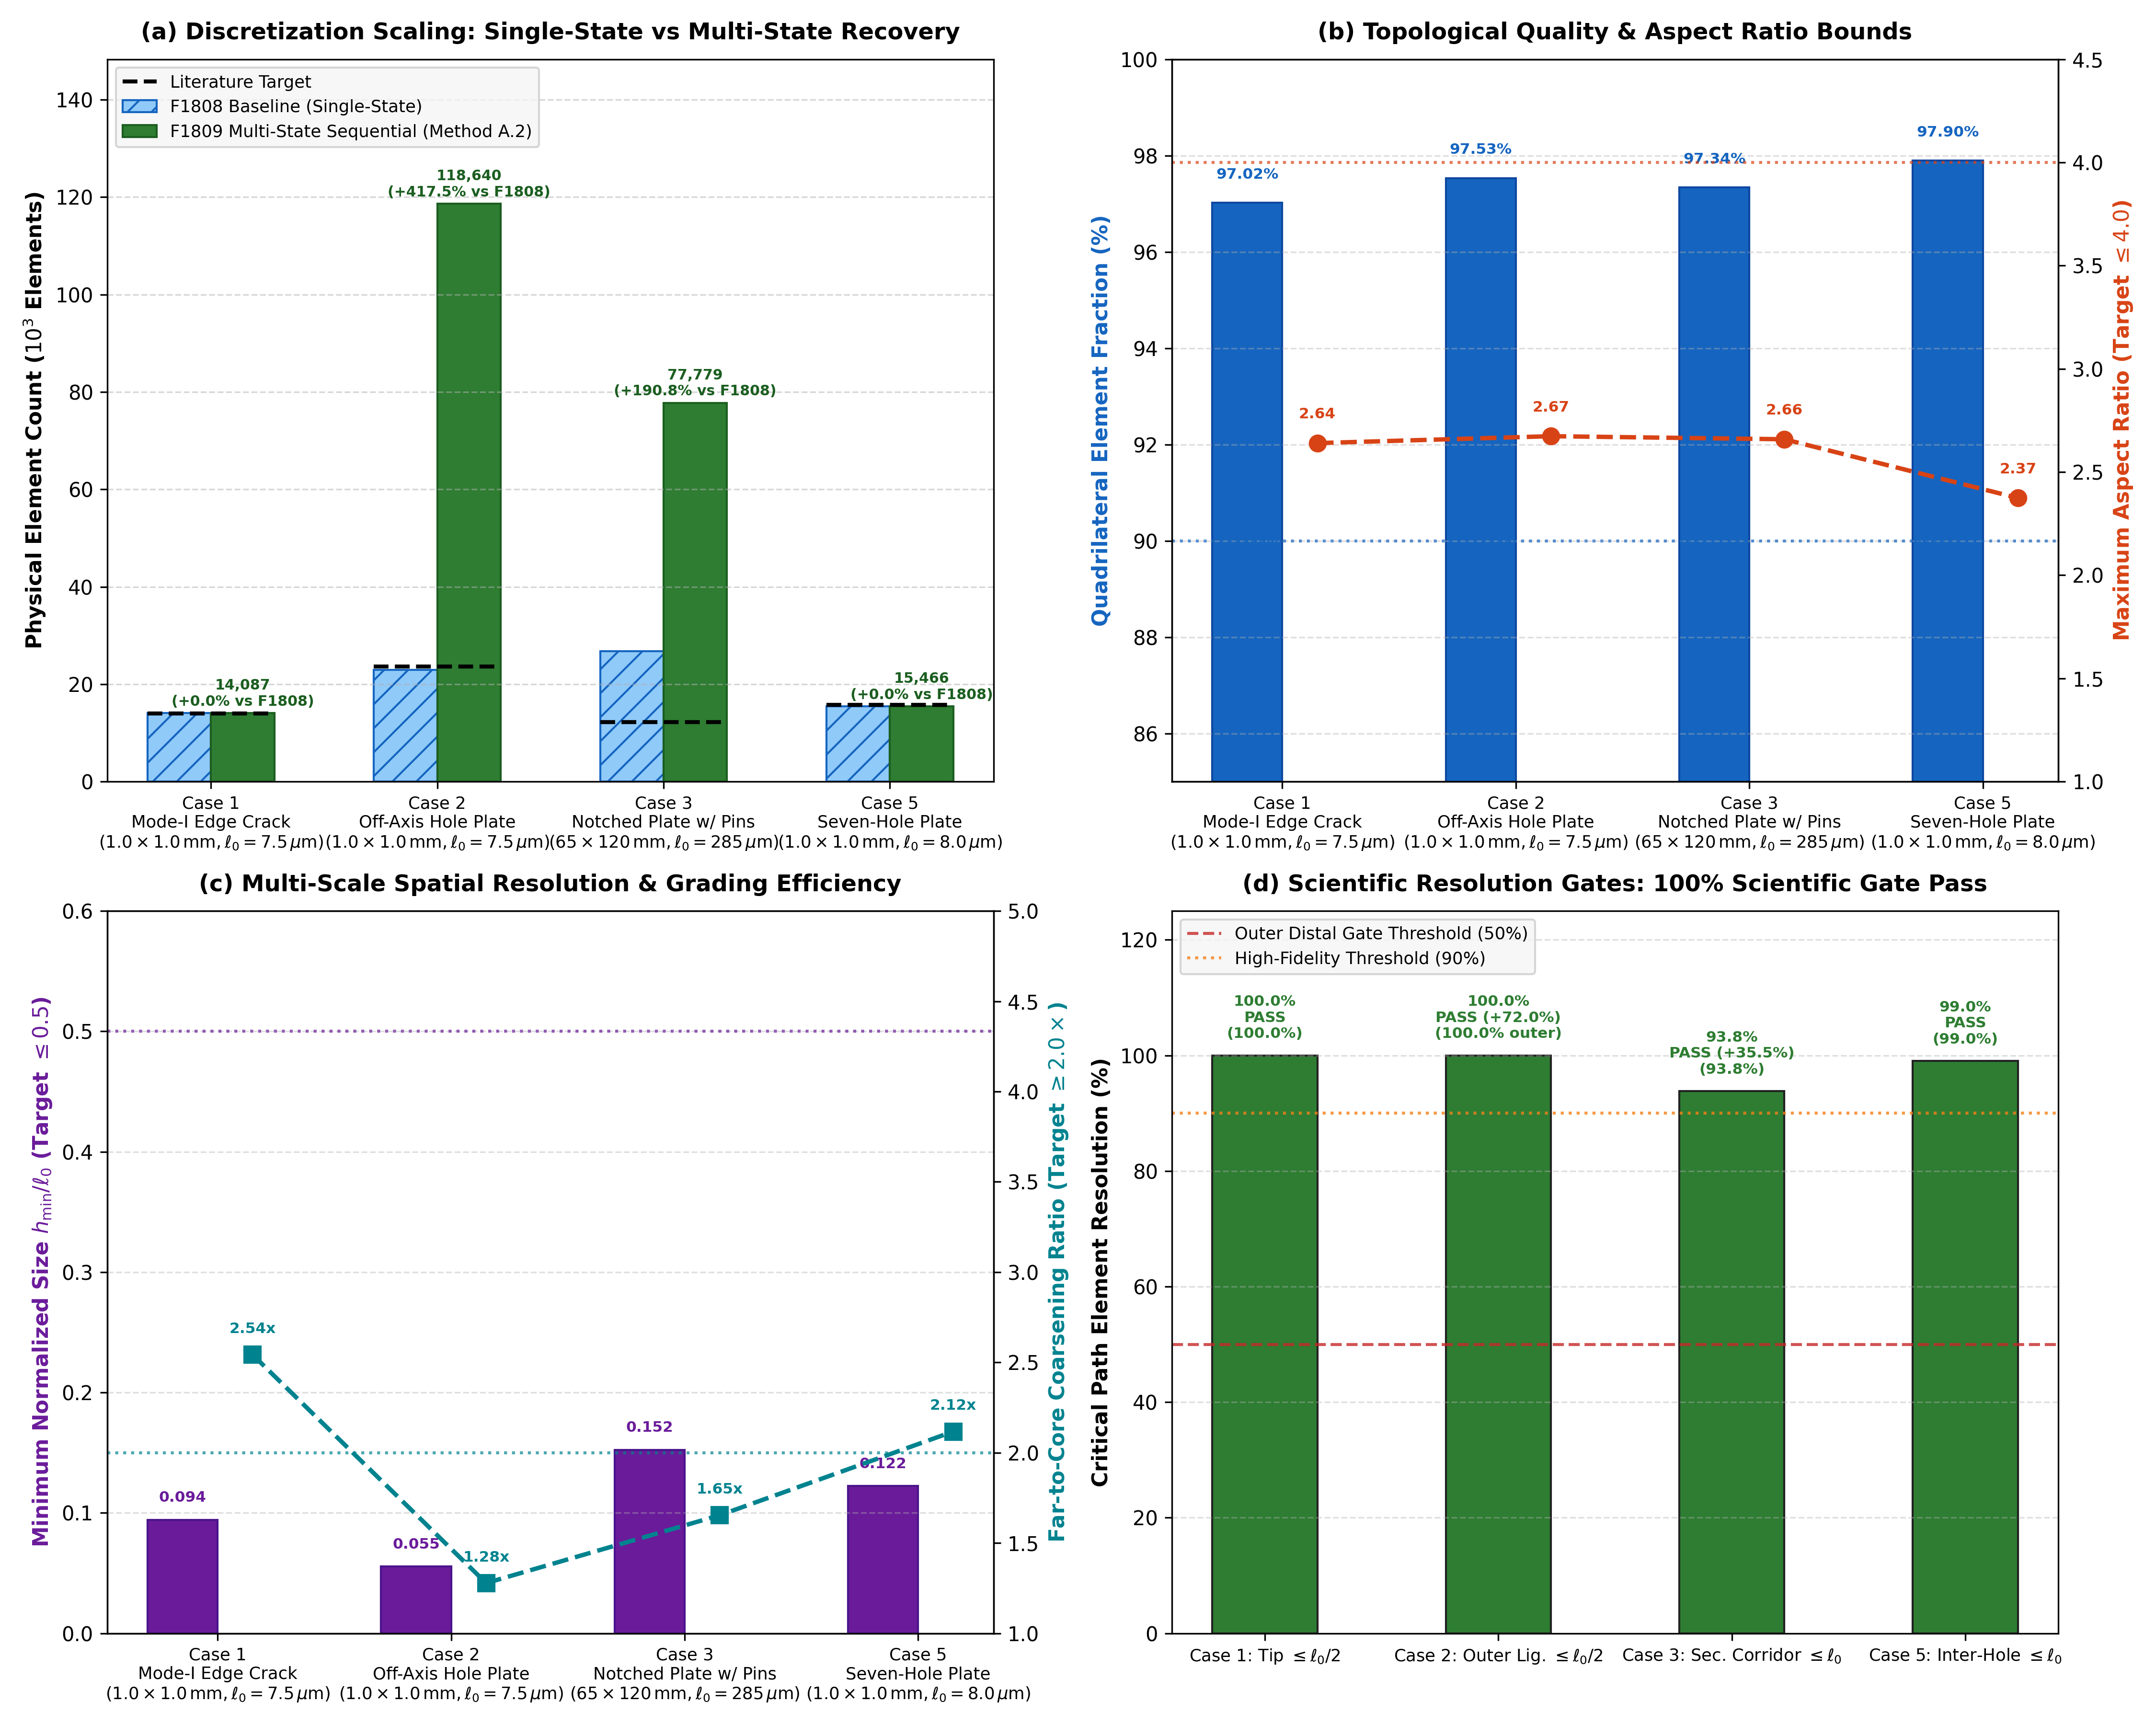 (a) Discretization Scaling: Single-State vs Multi-State Recovery
Literature Target
F1808 Baseline (Single-State)
F1809 Multi-State Sequential (Method A.2)
Physical Element Count (10³ Elements)
140
120
100
80
60
40
20
0
14,087
(+0.0% vs F1808)
118,640
(+417.5% vs F1808)
77,779
(+190.8% vs F1808)
15,466
(+0.0% vs F1808)
Case 1
Mode-I Edge Crack
(1.0 × 1.0 mm, ℓ₀ = 7.5 μm)
Case 2
Off-Axis Hole Plate
(1.0 × 1.0 mm, ℓ₀ = 7.5 μm)
Case 3
Notched Plate w/ Pins
(65 × 120 mm, ℓ₀ = 285 μm)
Case 5
Seven-Hole Plate
(1.0 × 1.0 mm, ℓ₀ = 8.0 μm)
(b) Topological Quality & Aspect Ratio Bounds
Quadrilateral Element Fraction (%)
100
98
96
94
92
90
88
86
97.02%
97.53%
97.34%
97.90%
2.64
2.67
2.66
2.37
4.5
4.0
3.5
3.0
2.5
2.0
1.5
1.0
Maximum Aspect Ratio (Target ≤ 4.0)
Case 1
Mode-I Edge Crack
(1.0 × 1.0 mm, ℓ₀ = 7.5 μm)
Case 2
Off-Axis Hole Plate
(1.0 × 1.0 mm, ℓ₀ = 7.5 μm)
Case 3
Notched Plate w/ Pins
(65 × 120 mm, ℓ₀ = 285 μm)
Case 5
Seven-Hole Plate
(1.0 × 1.0 mm, ℓ₀ = 8.0 μm)
(c) Multi-Scale Spatial Resolution & Grading Efficiency
Minimum Normalized Size h_min/ℓ₀ (Target ≤ 0.5)
0.6
0.5
0.4
0.3
0.2
0.1
0.0
0.094
0.055
0.152
0.122
2.54x
1.28x
1.65x
2.12x
5.0
4.5
4.0
3.5
3.0
2.5
2.0
1.5
1.0
Far-to-Core Coarsening Ratio (Target ≥ 2.0 ×)
Case 1
Mode-I Edge Crack
(1.0 × 1.0 mm, ℓ₀ = 7.5 μm)
Case 2
Off-Axis Hole Plate
(1.0 × 1.0 mm, ℓ₀ = 7.5 μm)
Case 3
Notched Plate w/ Pins
(65 × 120 mm, ℓ₀ = 285 μm)
Case 5
Seven-Hole Plate
(1.0 × 1.0 mm, ℓ₀ = 8.0 μm)
(d) Scientific Resolution Gates: 100% Scientific Gate Pass
Outer Distal Gate Threshold (50%)
High-Fidelity Threshold (90%)
Critical Path Element Resolution (%)
120
100
80
60
40
20
0
100.0%
PASS
(100.0%)
100.0%
PASS (+72.0%)
(100.0% outer)
93.8%
PASS (+35.5%)
(93.8%)
99.0%
PASS
(99.0%)
Case 1: Tip ≤ ℓ₀/2
Case 2: Outer Lig. ≤ ℓ₀/2
Case 3: Sec. Corridor ≤ ℓ₀
Case 5: Inter-Hole ≤ ℓ₀